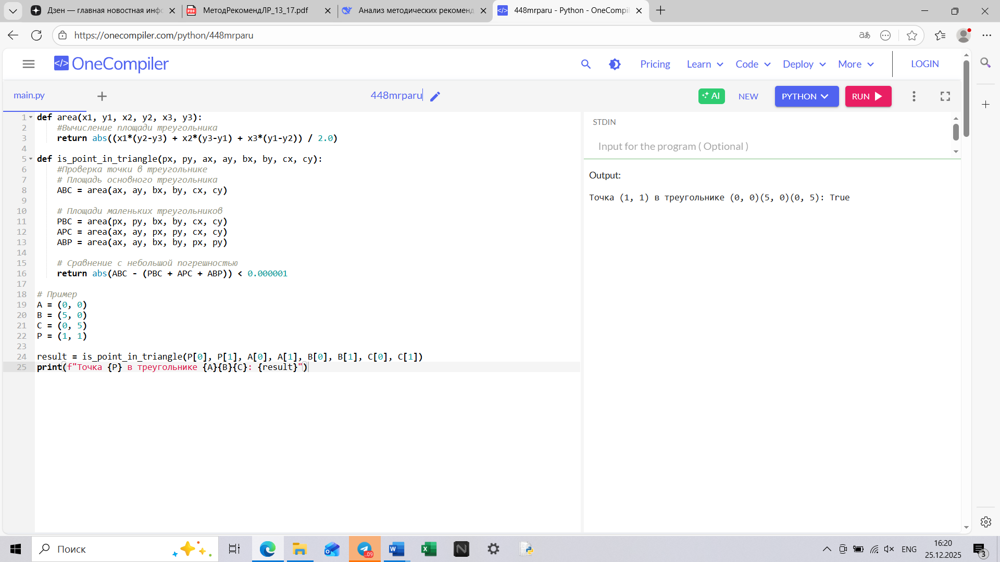 Дзен — главная новостная инфо
МетодРекомендЛР_13_17.pdf
Анализ методических рекоменд
448mrparu - Python - OneCompil
https://onecompiler.com/python/448mrparu
OneCompiler
Pricing
Learn
Code
Deploy
More
LOGIN
main.py
448mrparu
AI
NEW
PYTHON
RUN
1 def area(x1, y1, x2, y2, x3, y3):
2 #Вычисление площади треугольника
3 return abs((x1*(y2-y3) + x2*(y3-y1) + x3*(y1-y2)) / 2.0)
4
5 def is_point_in_triangle(px, py, ax, ay, bx, by, cx, cy):
6 #Проверка точки в треугольнике
7 # Площадь основного треугольника
8 ABC = area(ax, ay, bx, by, cx, cy)
9
10 # Площади маленьких треугольников
11 PBC = area(px, py, bx, by, cx, cy)
12 APC = area(ax, ay, px, py, cx, cy)
13 ABP = area(ax, ay, bx, by, px, py)
14
15 # Сравнение с небольшой погрешностью
16 return abs(ABC - (PBC + APC + ABP)) < 0.000001
17
18 # Пример
19 A = (0, 0)
20 B = (5, 0)
21 C = (0, 5)
22 P = (1, 1)
23
24 result = is_point_in_triangle(P[0], P[1], A[0], A[1], B[0], B[1], C[0], C[1])
25 print(f"Точка {P} в треугольнике {A}{B}{C}: {result}")
STDIN
Input for the program ( Optional )
Output:
Точка (1, 1) в треугольнике (0, 0)(5, 0)(0, 5): True
Поиск
..09
ENG
16:20
25.12.2025
3